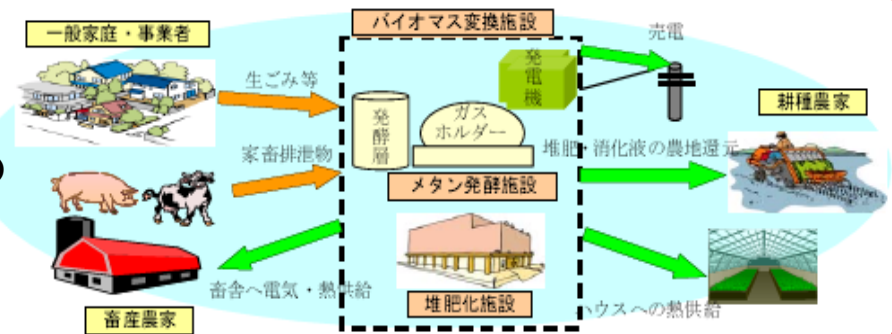 バイオマス変換施設
一般家庭・事業者
売電
生ごみ等
発電機
耕種農家
発酵層
ガス
ホルダー
家畜排泄物
堆肥・消化液の農地還元
メタン発酵施設
畜舎へ電気・熱供給
堆肥化施設
ハウスへの熱供給
畜産農家